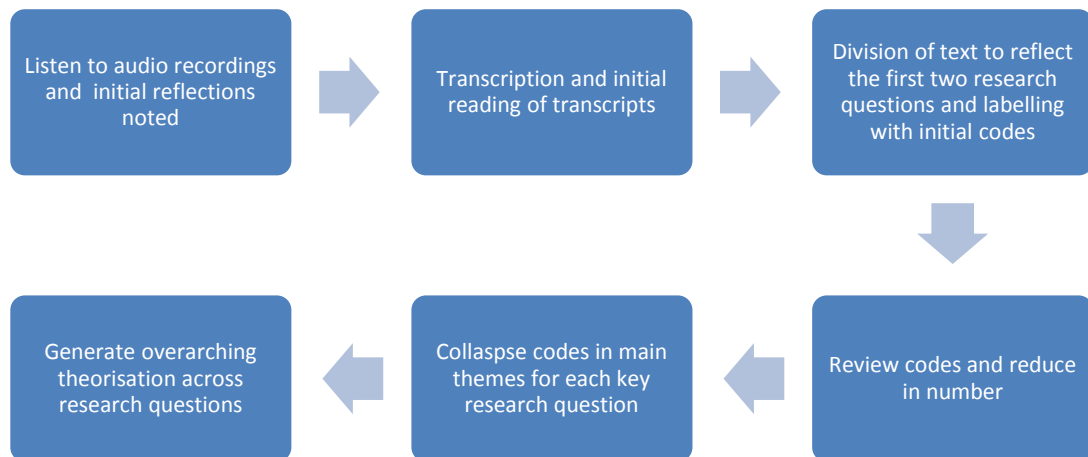 Listen to audio recordings
and initial reflections
noted
Transcription and initial
reading of transcripts
Division of text to reflect
the first two research
questions and labelling
with initial codes
Review codes and reduce
in number
Collaspse codes in main
themes for each key
research question
Generate overarching
theorisation across
research questions